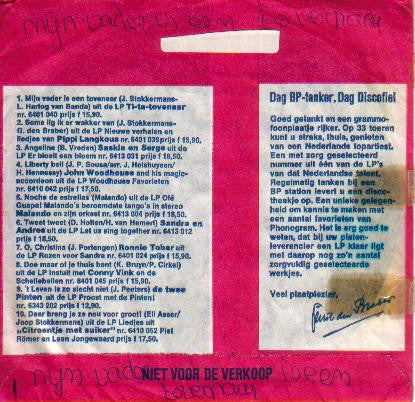 mijn vader is een tovenaar
1. Mijn vader is een tovenaar (J. Stokkermans-
L. Hartog van Banda) uit de LP Ti-ta-tovenaar
nr. 6401 040 prijs f 15,90.
2. Soms lig ik er wakker van (J. Stokkermans-
G. den Braber) uit de LP Nieuwe verhalen en
liedjes van Pippi Langkous nr. 6401 039 prijs f 15,90.
3. Angeline (B. Vreden) Saskia en Serge uit de
LP Er bloeit een bloem nr. 6413 031 prijs f 18,50.
4. Liberty bell (J. P. Sousa/arr. J. Holshuysen/
H. Hennessy) John Woodhouse and his magic-
accordeon uit de LP Woodhouse Favorieten
nr. 6410 042 prijs f 17,50.
5. Noche de estrellas (Malando) uit de LP Olé
Guapa! Malando's beroemdste tango's in stereo
Malando en zijn orkest nr. 6413 004 prijs f 18,50.
6. Tweet tweet (D. Holten/H. van Hemert) Sandra en
Andres uit de LP Let us sing together nr. 6413 012
prijs f 18,50.
7. O, Christina (J. Portengen) Ronnie Tober uit
de LP Rozen voor Sandra nr. 6401 024 prijs f 15,90.
8. Doe maar of je thuis bent (K. Bruyn/P. Cirkel)
uit de LP Instuif met Conny Vink en de
Schellebellen nr. 6401 045 prijs f 15,90.
9. 't Leven is zo slecht niet (J. Peeters) de twee
Pinten uit de LP Proost met de Pinten!
nr. 6343 202 prijs f 12,90.
10. Daar breng je ze nou voor groot! (Eli Asser/
Joop Stokkermans) uit de LP Liedjes uit
"Citroentje met suiker" nr. 6410 052 Piet
Römer en Leen Jongewaard prijs f 17,50.
Dag BP-tanker, Dag Discofiel
Goed getankt en een grammo-
foonplaatje rijker. Op 33 toeren
kunt u straks, thuis, genieten
van een Nederlands lopartiest.
Een met zorg geselecteerd
nummer uit één van de LP's
van dat Nederlandse talent.
Regelmatig tanken bij een
BP station levert u een disco-
theekje op. Een unieke gelegen-
heid om kennis te maken met
een aantal favorieten van
Phonogram. Het is erg goed te
weten, dat bij uw platen-
leverancier een LP klaar ligt
met daarop nog zo'n aantal
zorgvuldig geselecteerde
werkjes.
Veel plaatplezier,
Gerrit den Braber
NIET VOOR DE VERKOOP
mijn vader is een
tovenaar